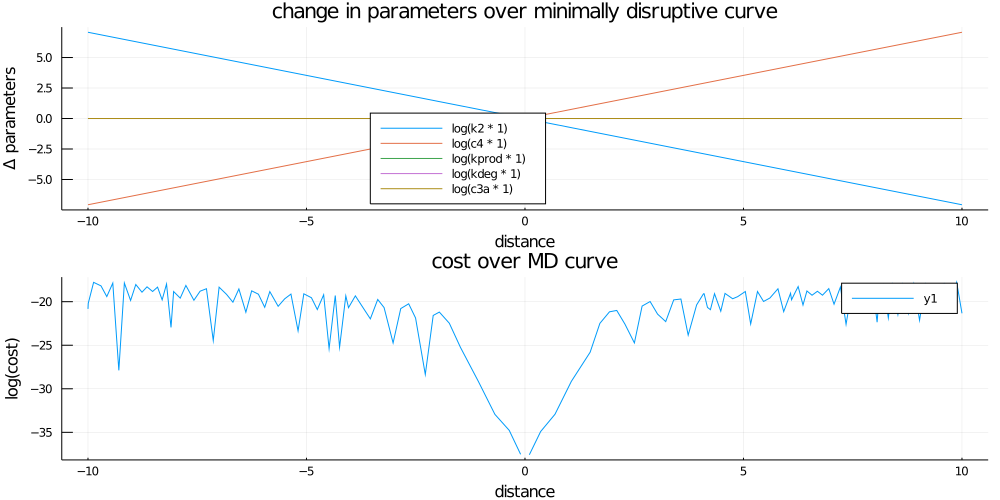 change in parameters over minimally disruptive curve
Δ parameters
5.0
2.5
0.0
−2.5
−5.0
log(k2 * 1)
log(c4 * 1)
log(kprod * 1)
log(kdeg * 1)
log(c3a * 1)
−10 −5 0 5 10
distance
cost over MD curve
log(cost)
−20
−25
−30
−35
y1
−10 −5 0 5 10
distance